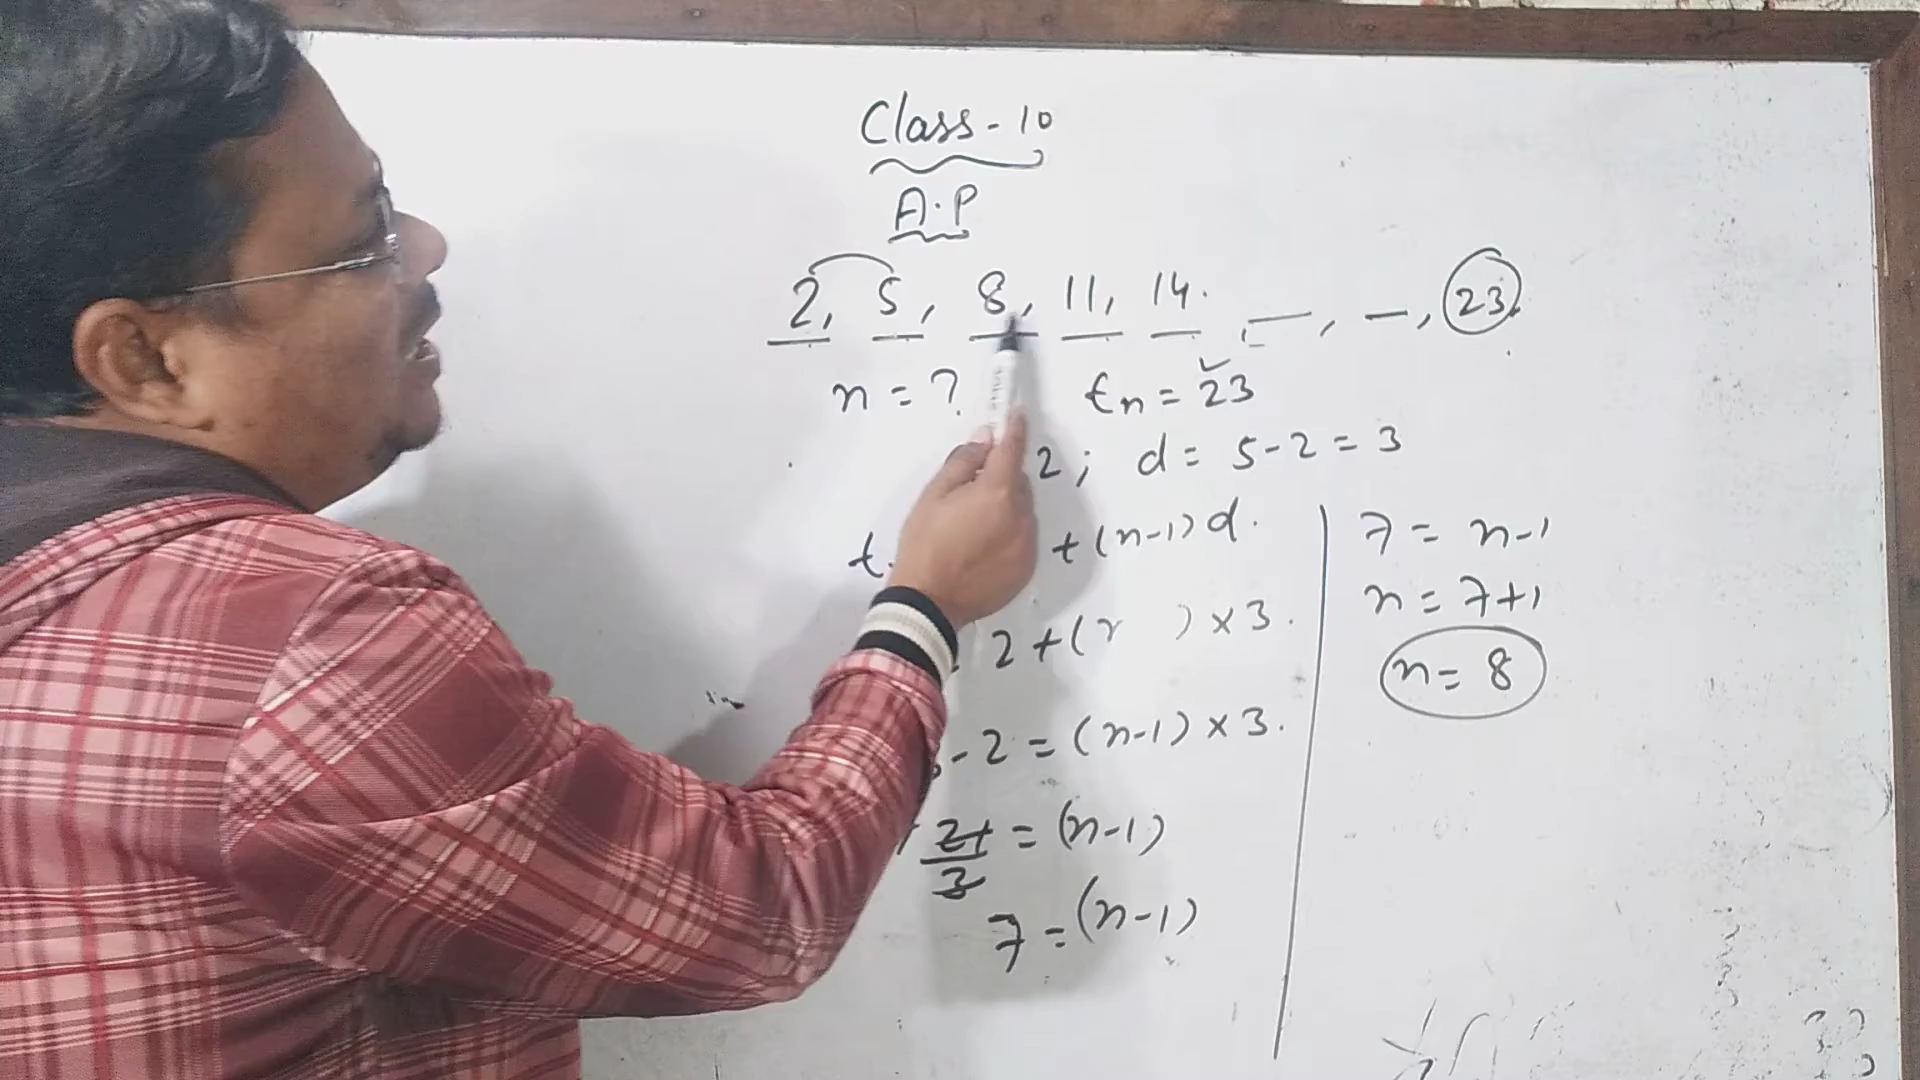 Class - 10
A.P
2, 5, 8, 11, 14. —, —, 23.
n = ? tn = 23
2; d = 5-2 = 3
t +(n-1)d.
2+( ) × 3.
-2 = (n-1) × 3.
21/3 = (n-1)
7 = (n-1)
7 = n-1
n = 7+1
n = 8